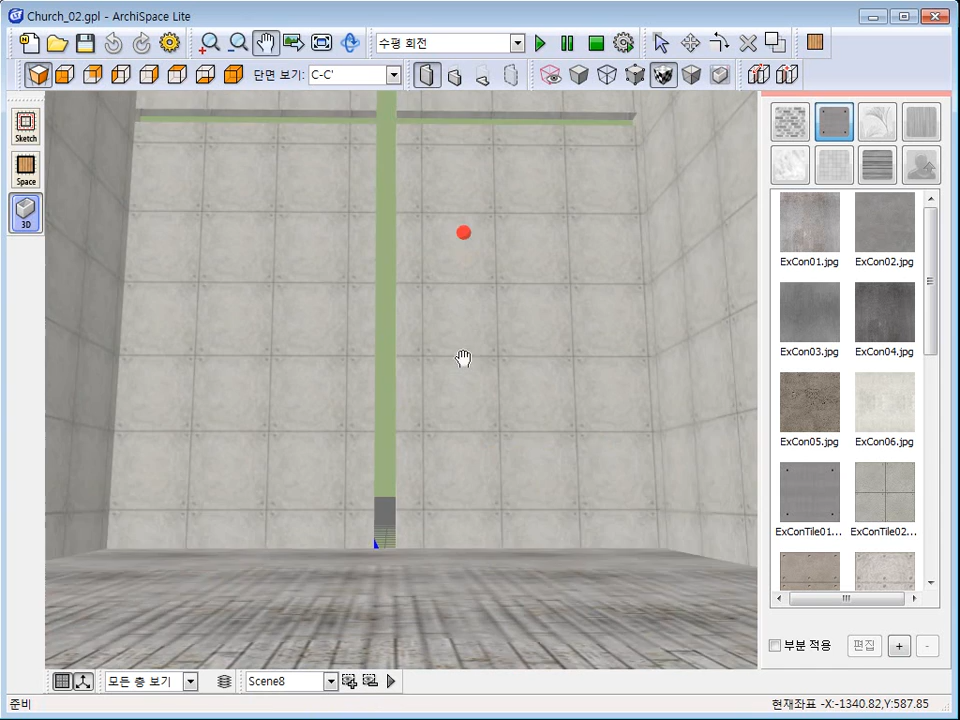 Church_02.gpl - ArchiSpace Lite
수평 회전
단면 보기: C-C'
Sketch
Space
3D
ExCon01.jpg ExCon02.jpg
ExCon03.jpg ExCon04.jpg
ExCon05.jpg ExCon06.jpg
ExConTile01... ExConTile02...
부분 적용 편집 + -
모든 층 보기 Scene8
준비 현재좌표 -X:-1340.82,Y:587.85